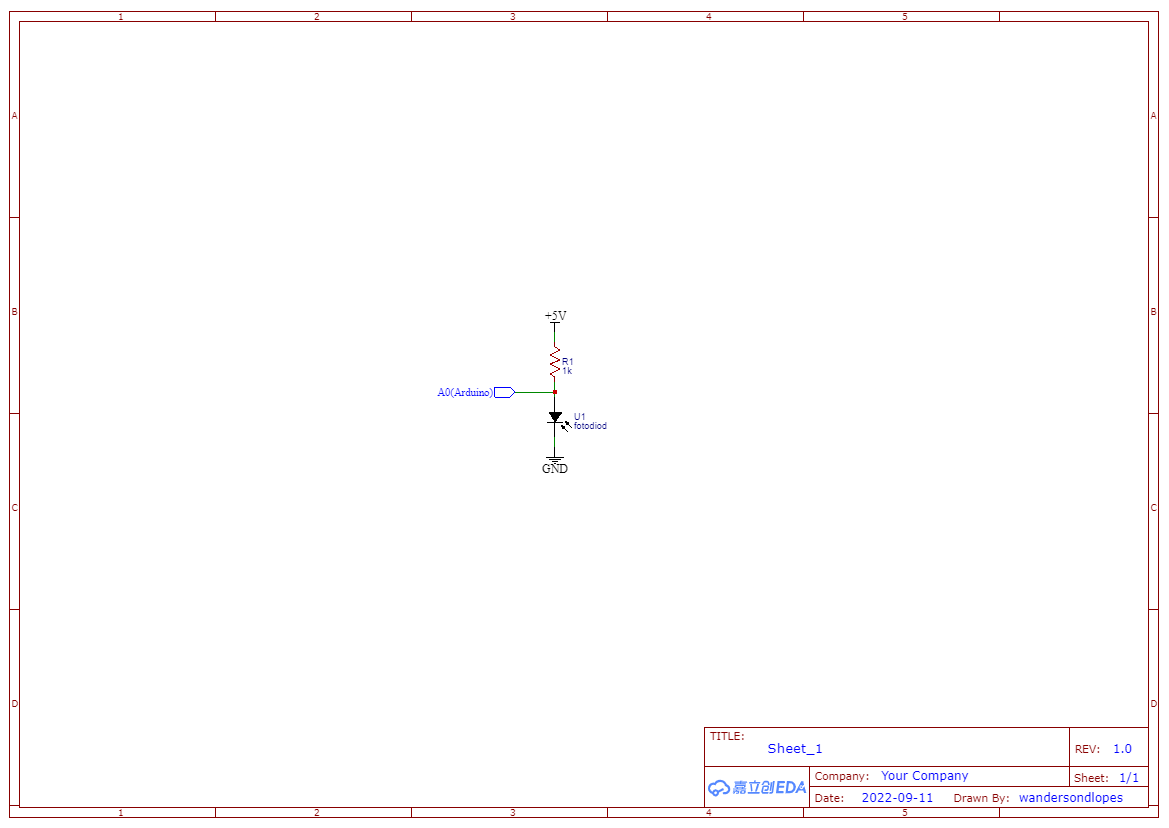 1 2 3 4 5
A A
+5V
B B
R1
1k
A0(Arduino)
U1
fotodiod
GND
C C
D D
TITLE:
Sheet_1
REV: 1.0
嘉立创EDA
Company: Your Company
Sheet: 1/1
Date: 2022-09-11 Drawn By: wandersondlopes
1 2 3 4 5